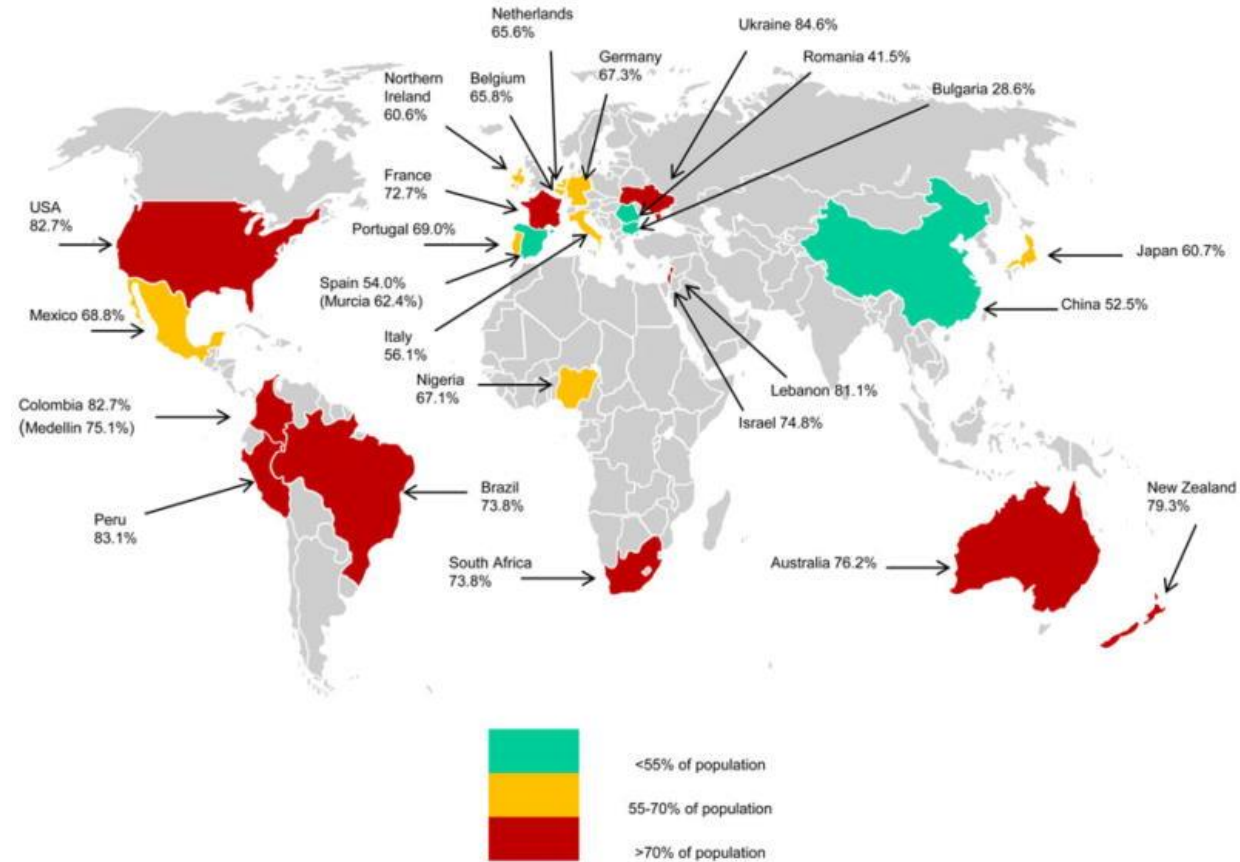 Netherlands
65.6%
Ukraine 84.6%
Germany
67.3%
Romania 41.5%
Northern
Ireland
60.6%
Belgium
65.8%
Bulgaria 28.6%
France
72.7%
USA
82.7%
Portugal 69.0%
Japan 60.7%
Spain 54.0%
(Murcia 62.4%)
China 52.5%
Mexico 68.8%
Italy
56.1%
Nigeria
67.1%
Lebanon 81.1%
Israel 74.8%
Colombia 82.7%
(Medellin 75.1%)
Brazil
73.8%
New Zealand
79.3%
Peru
83.1%
South Africa
73.8%
Australia 76.2%
<55% of population
55-70% of population
>70% of population